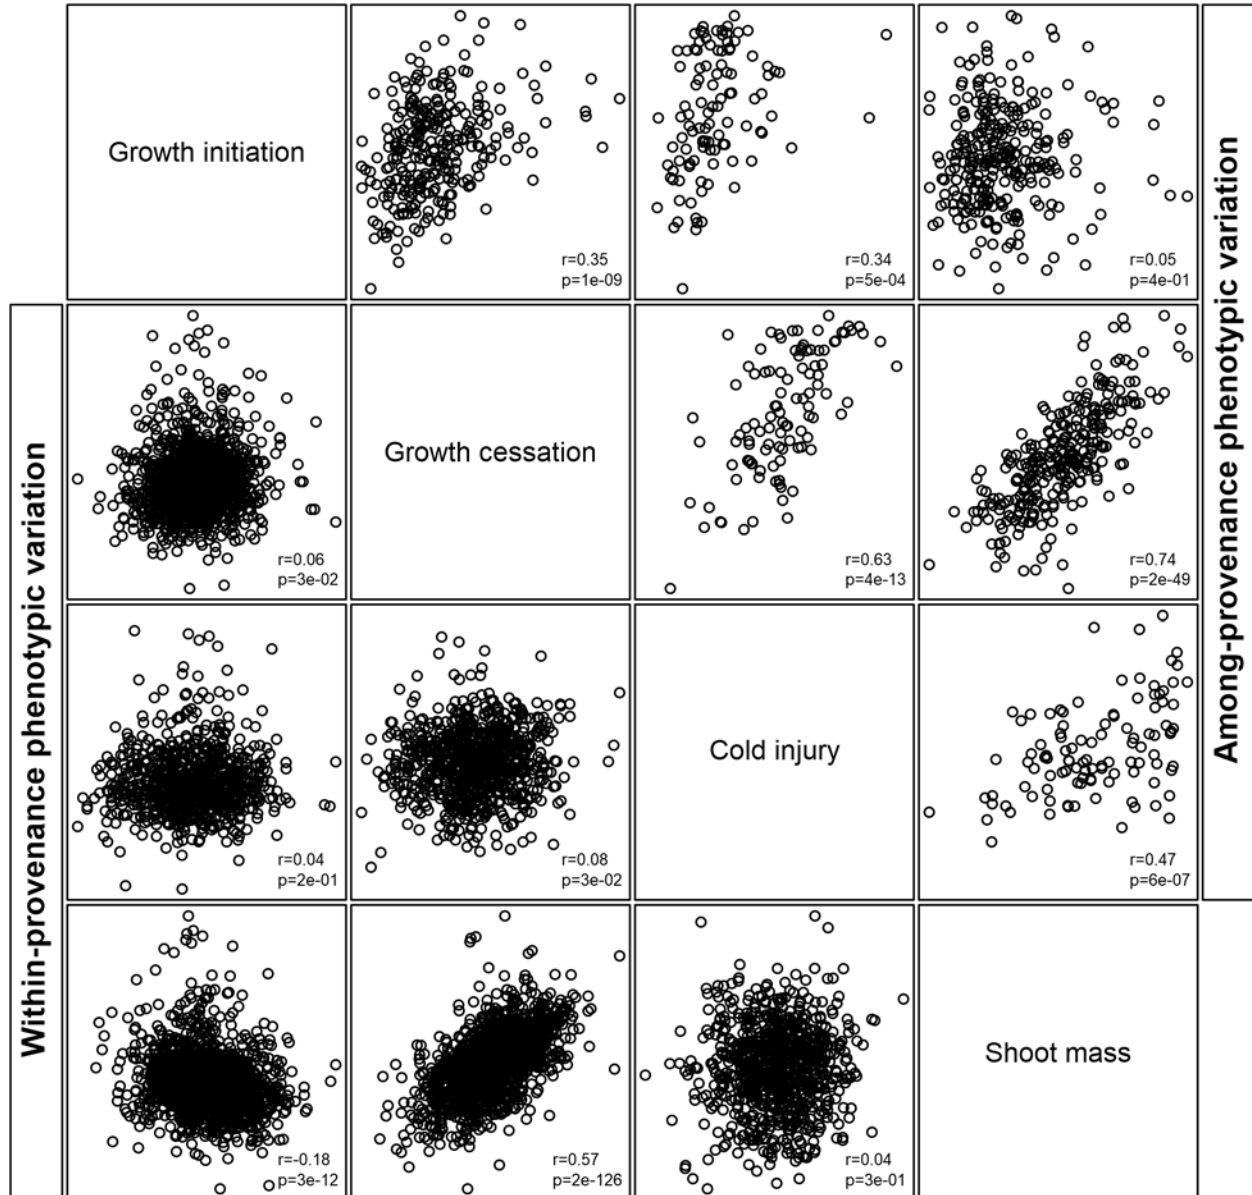 Growth initiation
r=0.35
p=1e-09
r=0.34
p=5e-04
r=0.05
p=4e-01
Among-provenance phenotypic variation
Within-provenance phenotypic variation
r=0.06
p=3e-02
Growth cessation
r=0.63
p=4e-13
r=0.74
p=2e-49
r=0.04
p=2e-01
r=0.08
p=3e-02
Cold injury
r=0.47
p=6e-07
r=-0.18
p=3e-12
r=0.57
p=2e-126
r=0.04
p=3e-01
Shoot mass